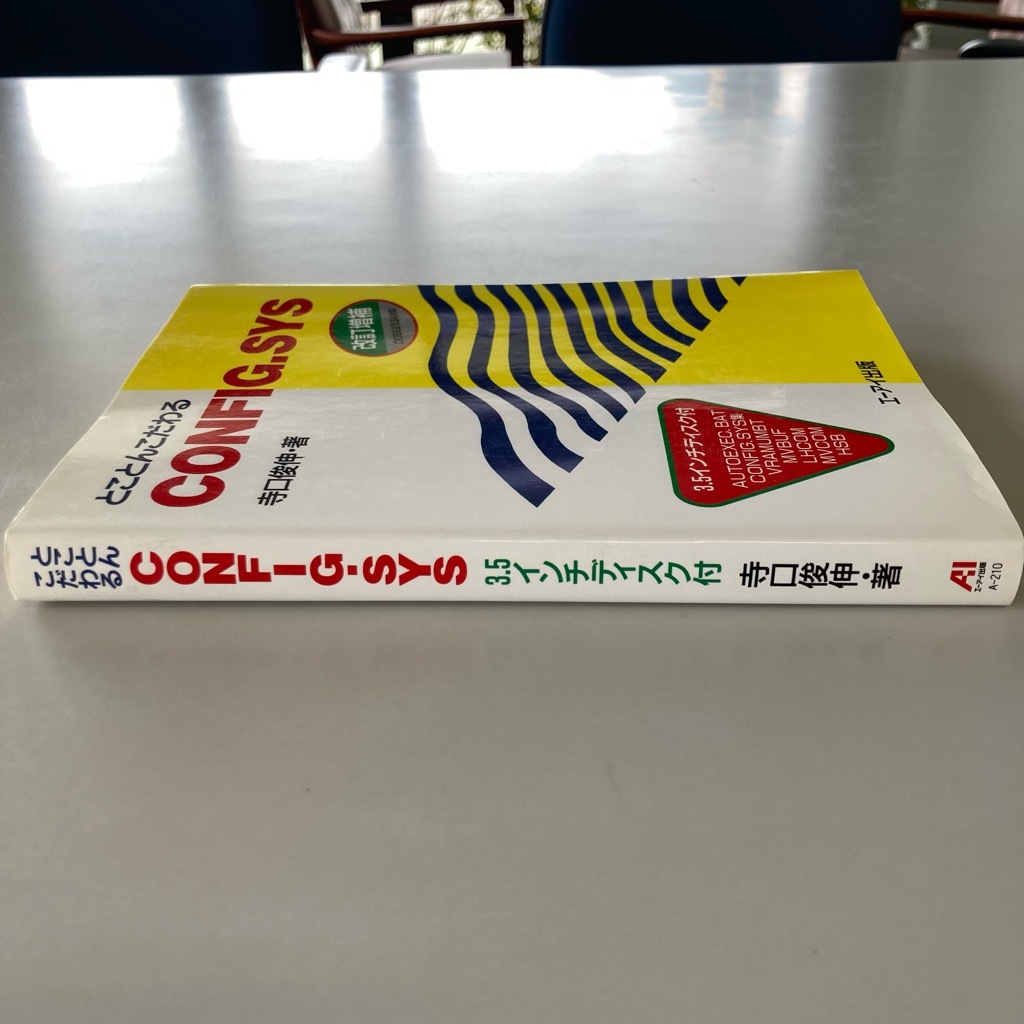 とことんこだわる
CONFIG.SYS
改訂増補
寺口俊伸・著
3.5インチディスク付
AUTOEXEC.BAT
CONFIG.SYS集
VRAMUMBT
MVBUF
LHCOM
MVCOM
HSB
エーアイ出版
とことん
こだわる
CONFIG.SYS
3.5インチディスク付
寺口俊伸・著
A・I
エーアイ出版
A-210